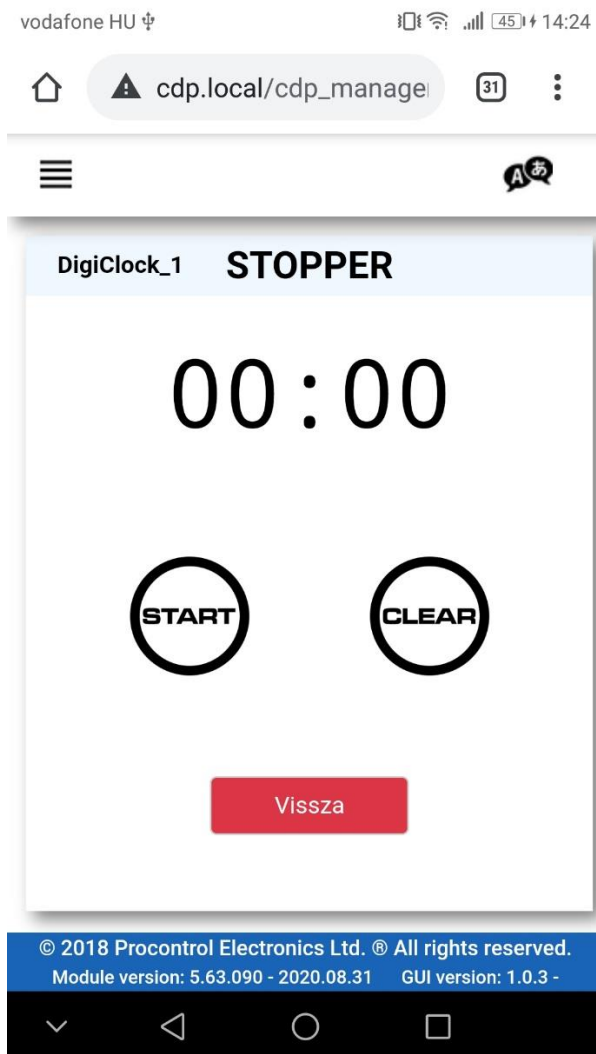 vodafone HU 45 14:24
cdp.local/cdp_manage 31
A あ
DigiClock_1 STOPPER
00:00
START CLEAR
Vissza
© 2018 Procontrol Electronics Ltd. ® All rights reserved.
Module version: 5.63.090 - 2020.08.31 GUI version: 1.0.3 -